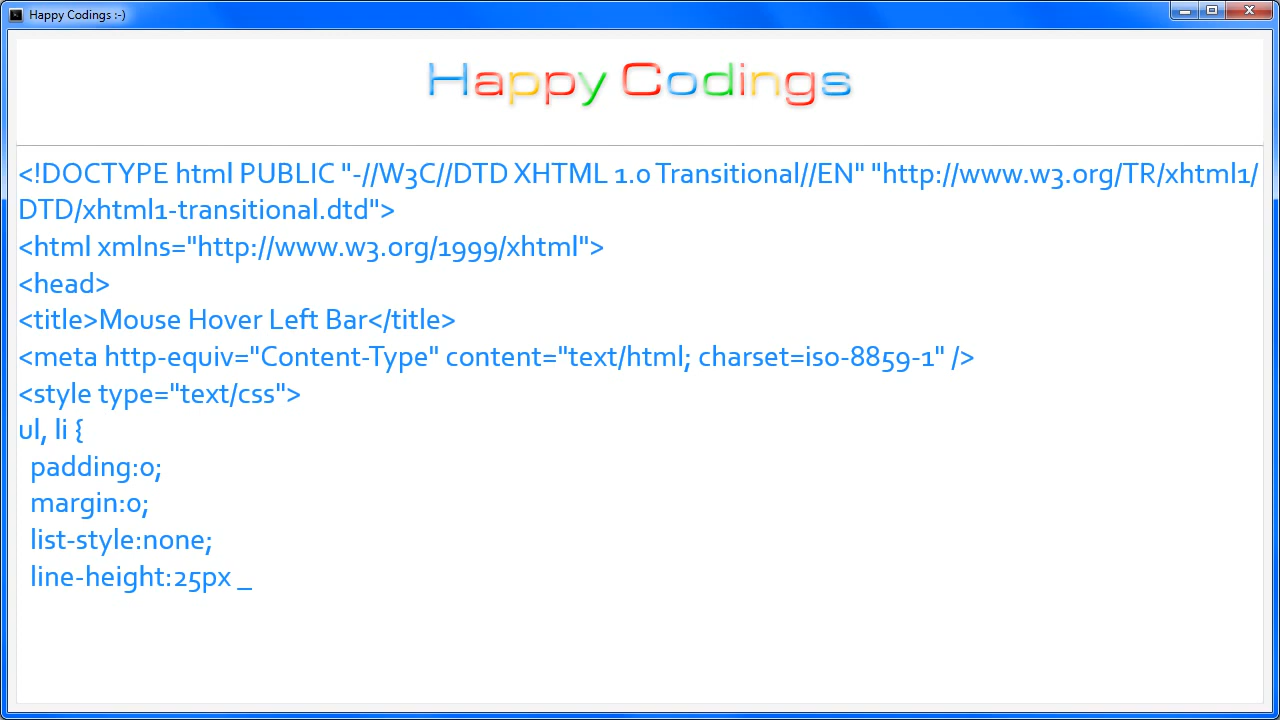 Happy Codings :-)
Happy Codings
<!DOCTYPE html PUBLIC "-//W3C//DTD XHTML 1.0 Transitional//EN" "http://www.w3.org/TR/xhtml1/
DTD/xhtml1-transitional.dtd">
<html xmlns="http://www.w3.org/1999/xhtml">
<head>
<title>Mouse Hover Left Bar</title>
<meta http-equiv="Content-Type" content="text/html; charset=iso-8859-1" />
<style type="text/css">
ul, li {
  padding:0;
  margin:0;
  list-style:none;
  line-height:25px _